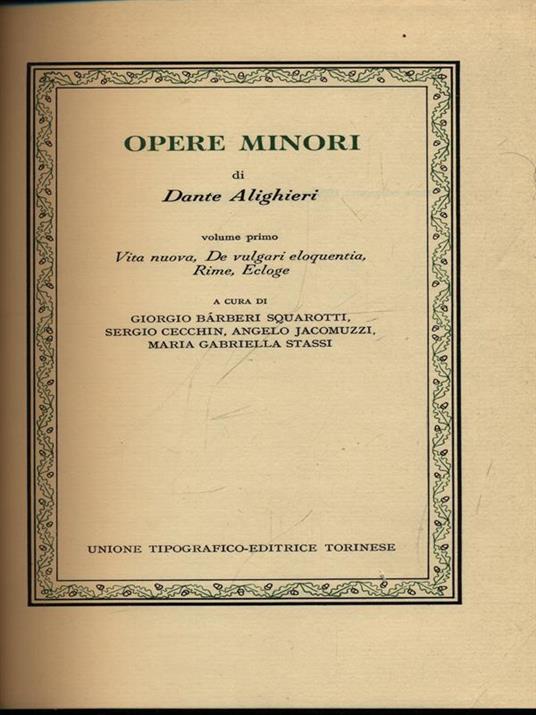 OPERE MINORI
di
Dante Alighieri
volume primo
Vita nuova, De vulgari eloquentia,
Rime, Ecloge
A CURA DI
GIORGIO BÁRBERI SQUAROTTI,
SERGIO CECCHIN, ANGELO JACOMUZZI,
MARIA GABRIELLA STASSI
UNIONE TIPOGRAFICO-EDITRICE TORINESE